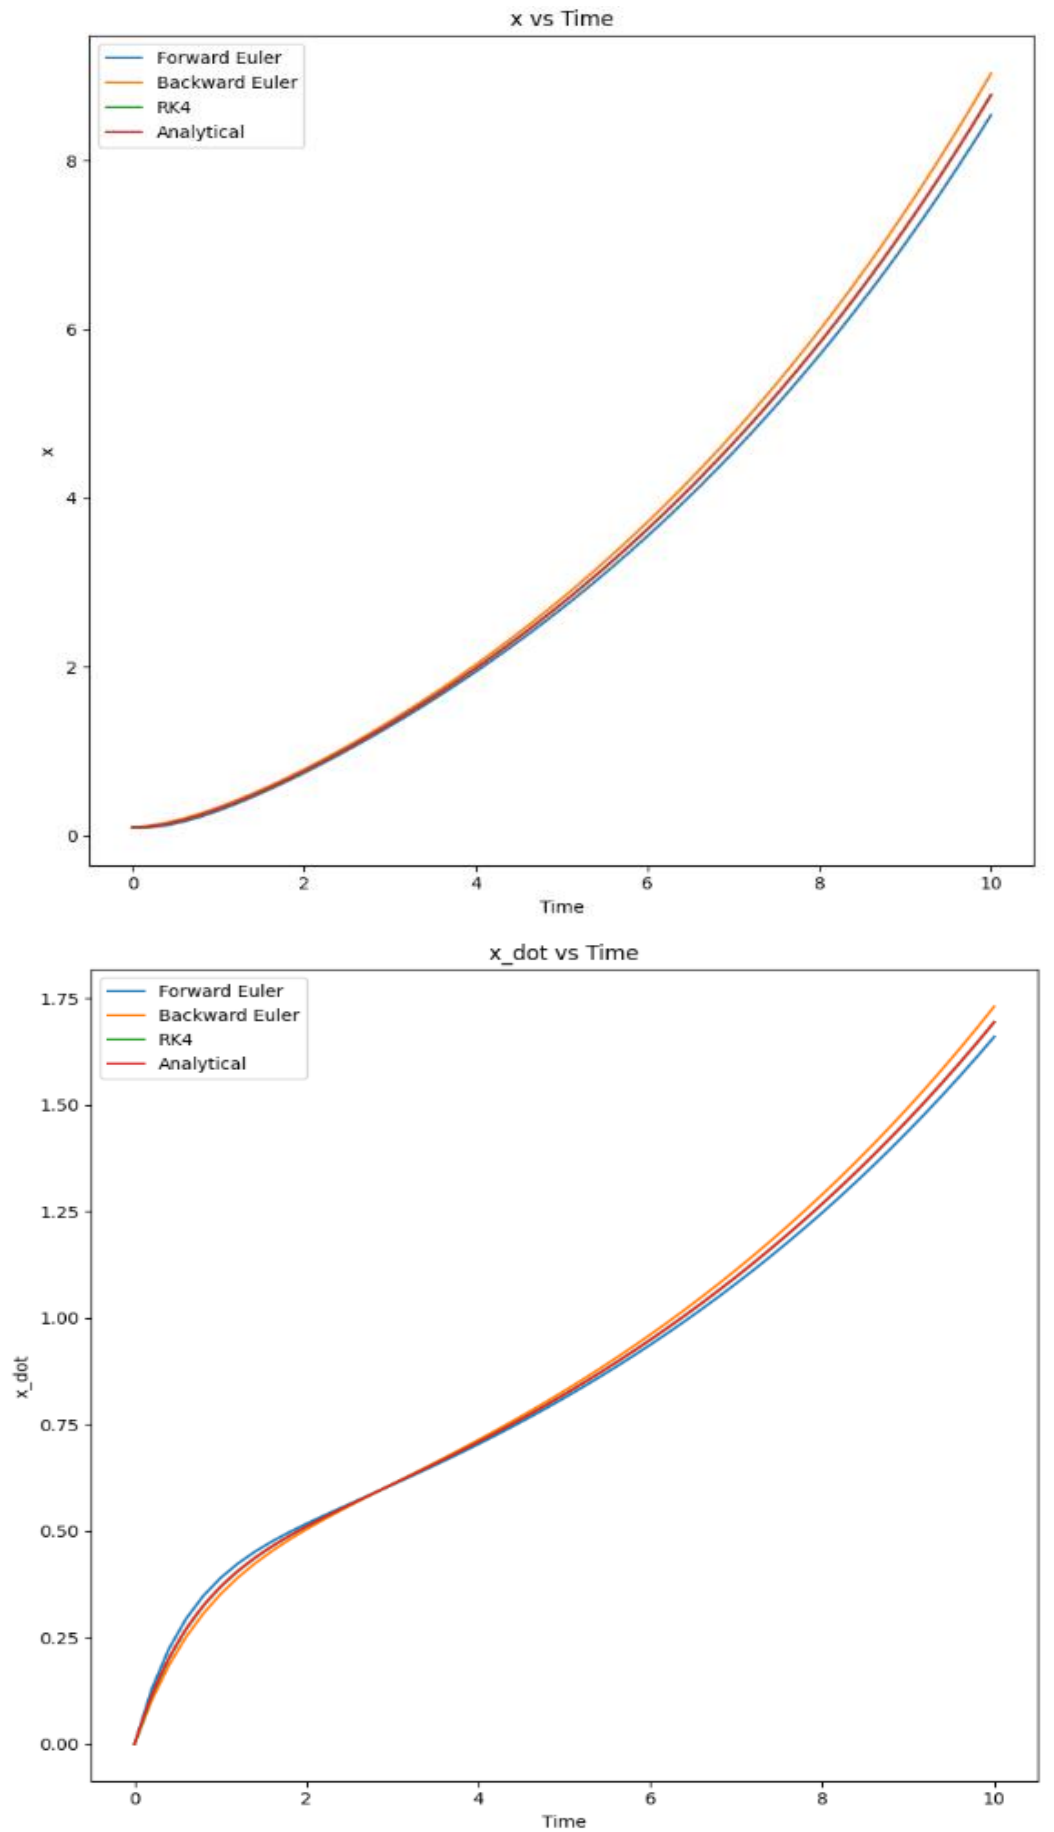 x vs Time
Forward Euler
Backward Euler
RK4
Analytical
8
6
4
2
0
x
0 2 4 6 8 10
Time
x_dot vs Time
Forward Euler
Backward Euler
RK4
Analytical
1.75
1.50
1.25
1.00
0.75
0.50
0.25
0.00
x_dot
0 2 4 6 8 10
Time